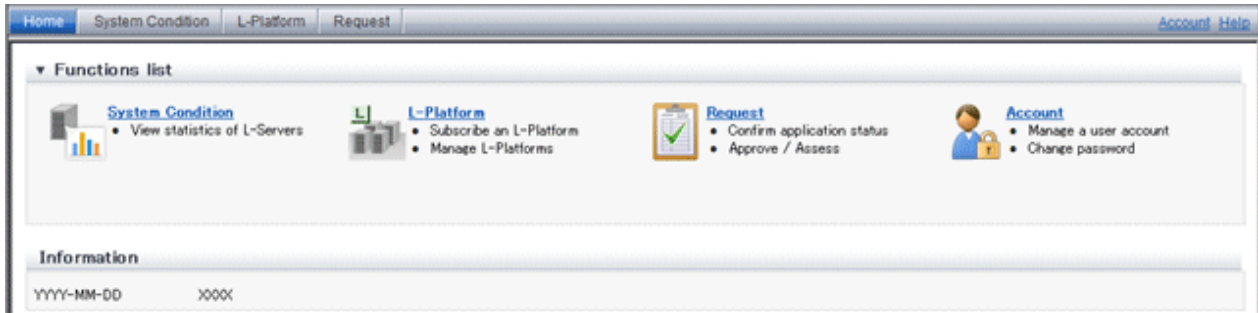 Home System Condition L-Platform Request Account Help
▼ Functions list
System Condition
• View statistics of L-Servers
L-Platform
• Subscribe an L-Platform
• Manage L-Platforms
Request
• Confirm application status
• Approve / Assess
Account
• Manage a user account
• Change password
Information
YYYY-MM-DD XXXX